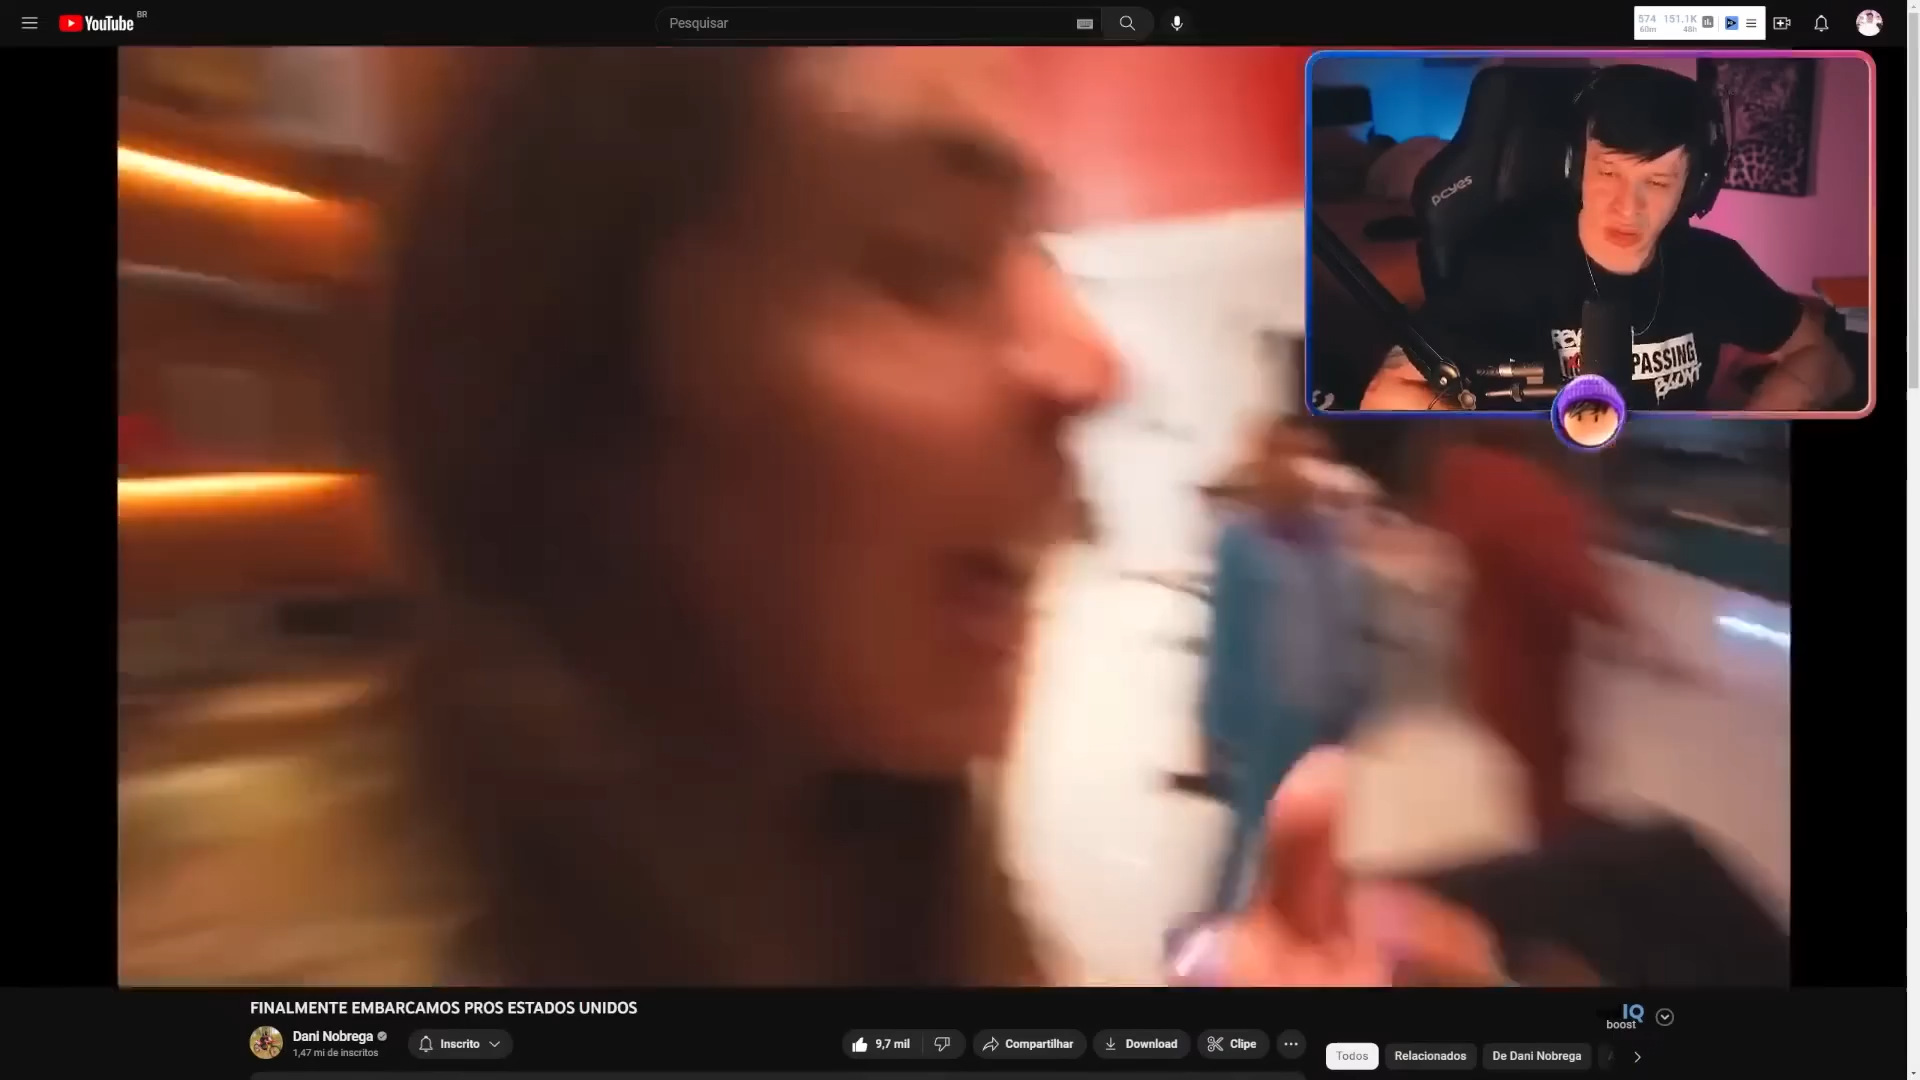 YouTube BR
Pesquisar
574 151.1K
60m 48h
pcyes
PASSING
BLUNT
FINALMENTE EMBARCAMOS PROS ESTADOS UNIDOS
IQ
boost
Dani Nobrega
1,47 mi de inscritos
Inscrito
9,7 mil
Compartilhar
Download
Clipe
Todos
Relacionados
De Dani Nobrega